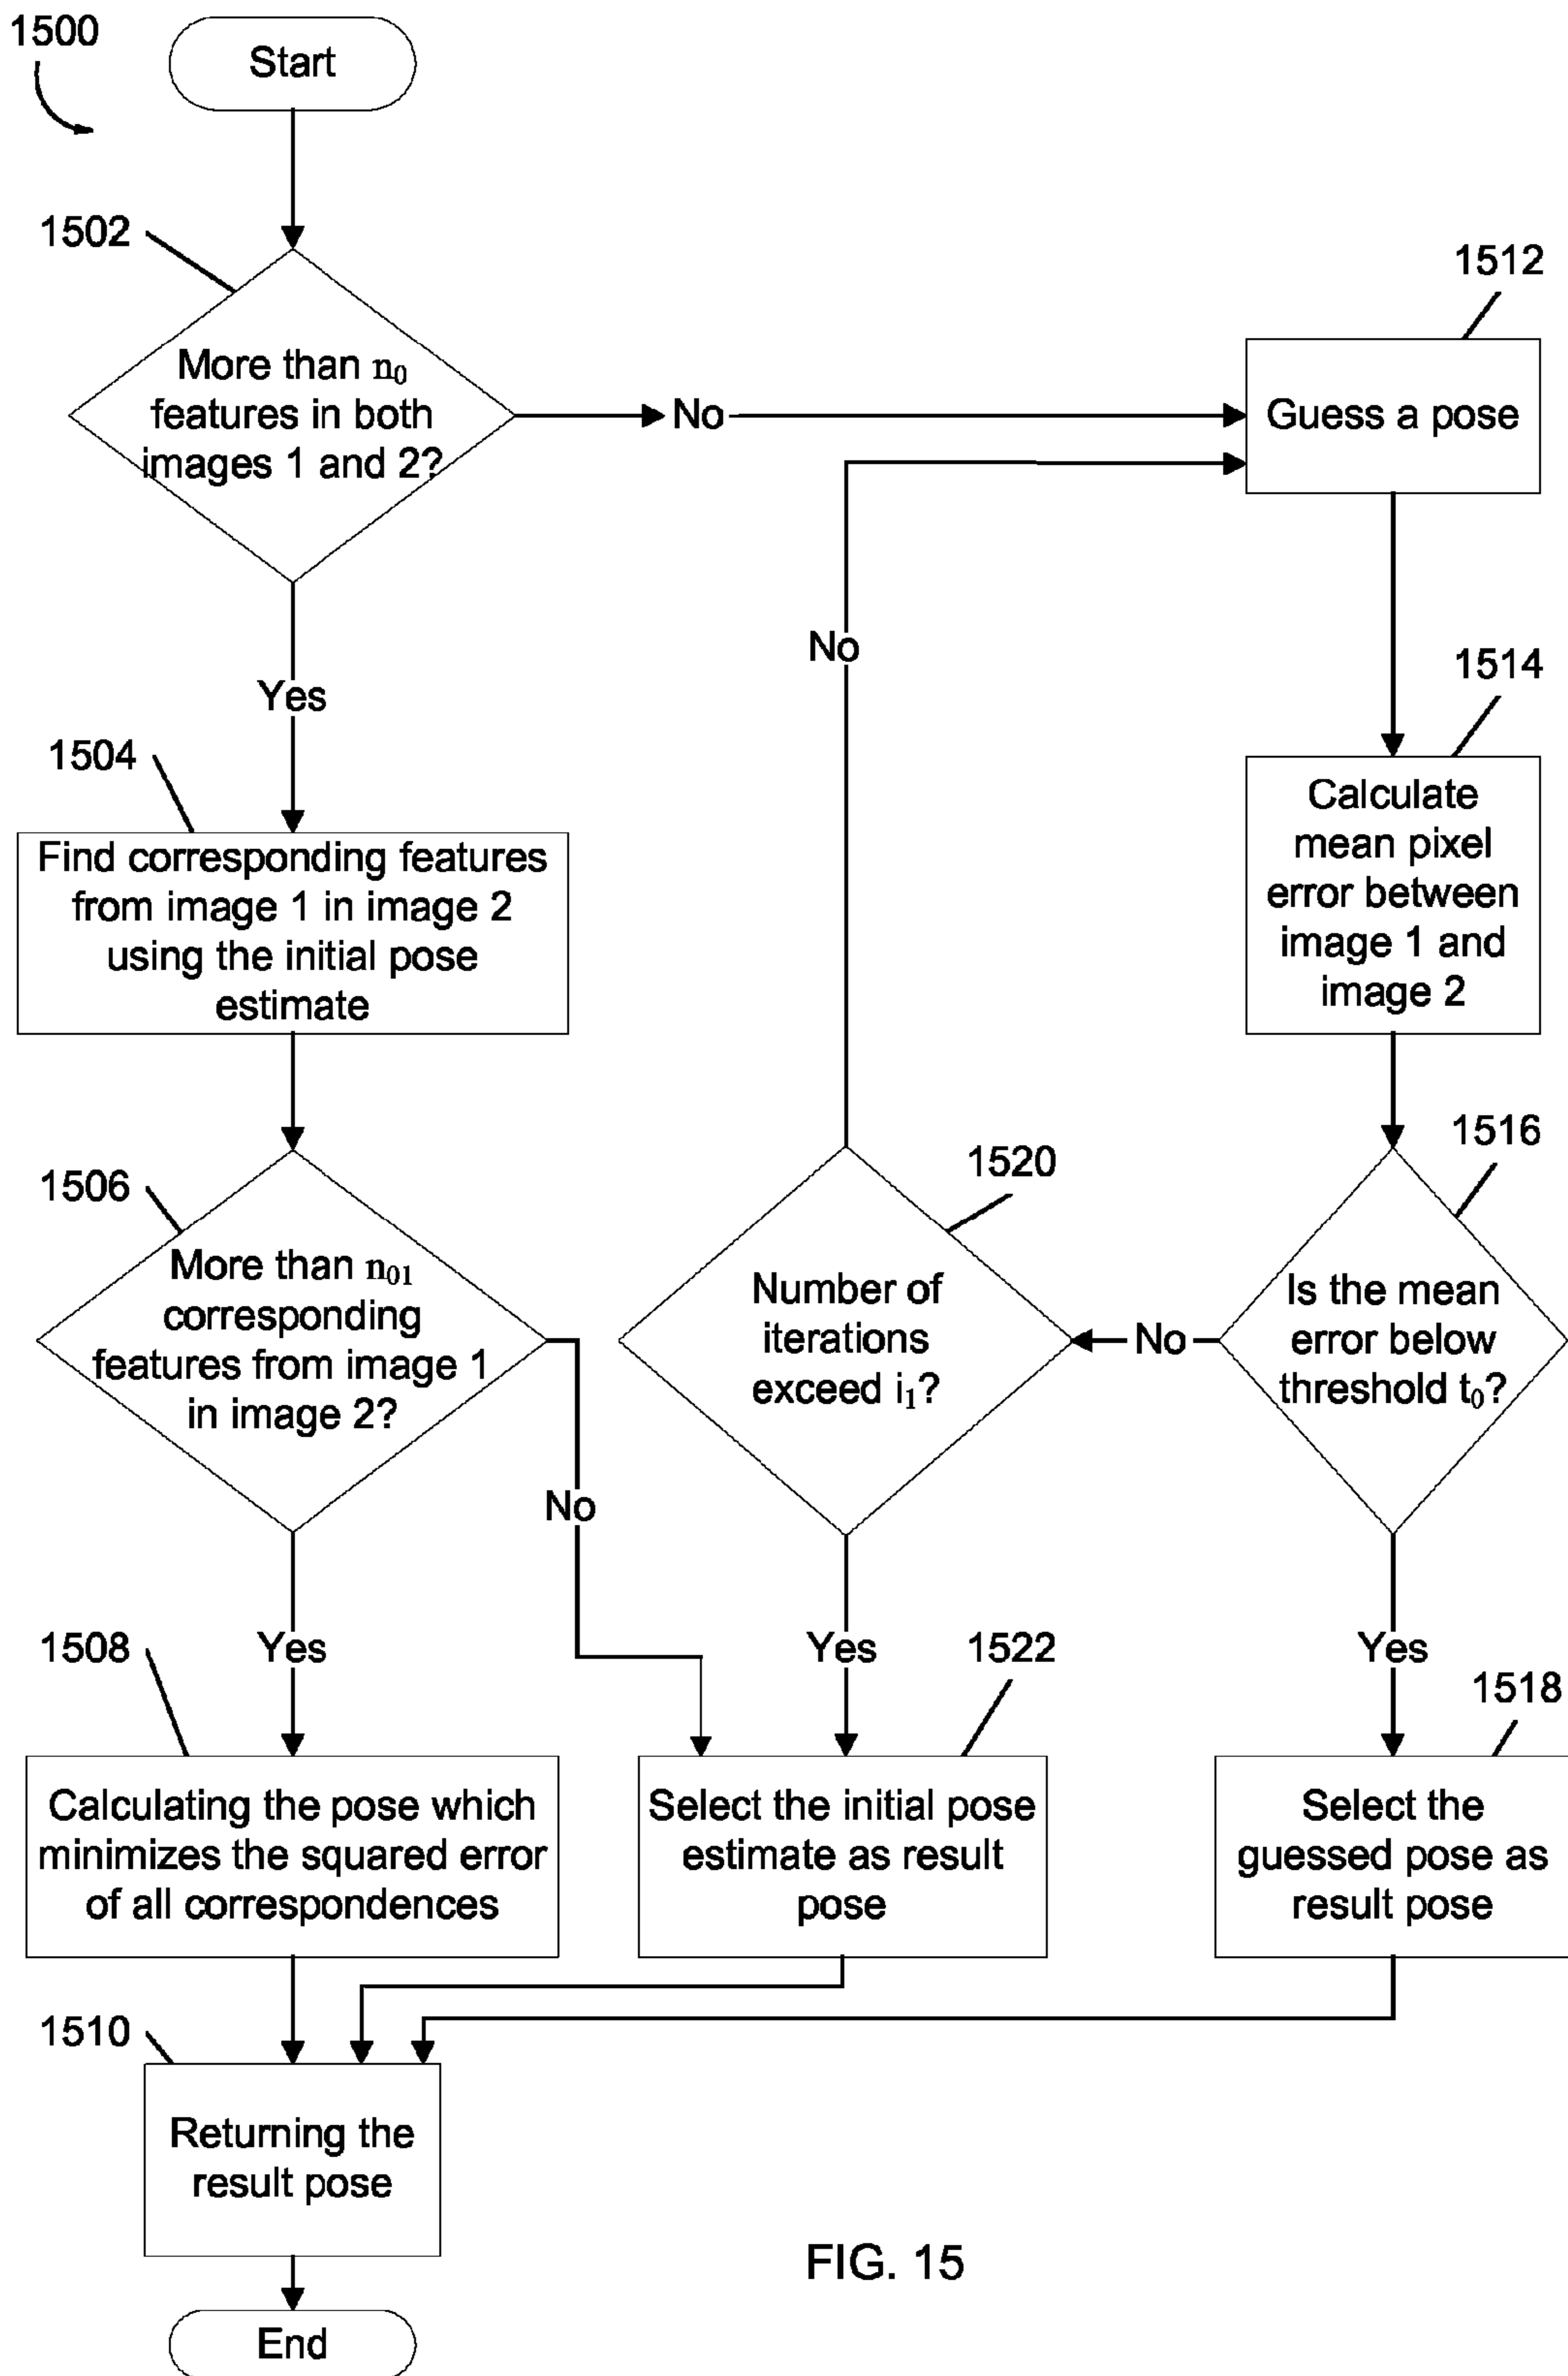 1500
Start
1502
More than n₀
features in both
images 1 and 2?
No
1512
Guess a pose
No
Yes
1514
Calculate
mean pixel
error between
image 1 and
image 2
1504
Find corresponding features
from image 1 in image 2
using the initial pose
estimate
1506
More than n₀₁
corresponding
features from image 1
in image 2?
No
1520
Number of
iterations
exceed i₁?
No
1516
Is the mean
error below
threshold t₀?
Yes
1508
Calculating the pose which
minimizes the squared error
of all correspondences
Yes
1522
Select the initial pose
estimate as result
pose
Yes
1518
Select the
guessed pose as
result pose
1510
Returning the
result pose
End
FIG. 15